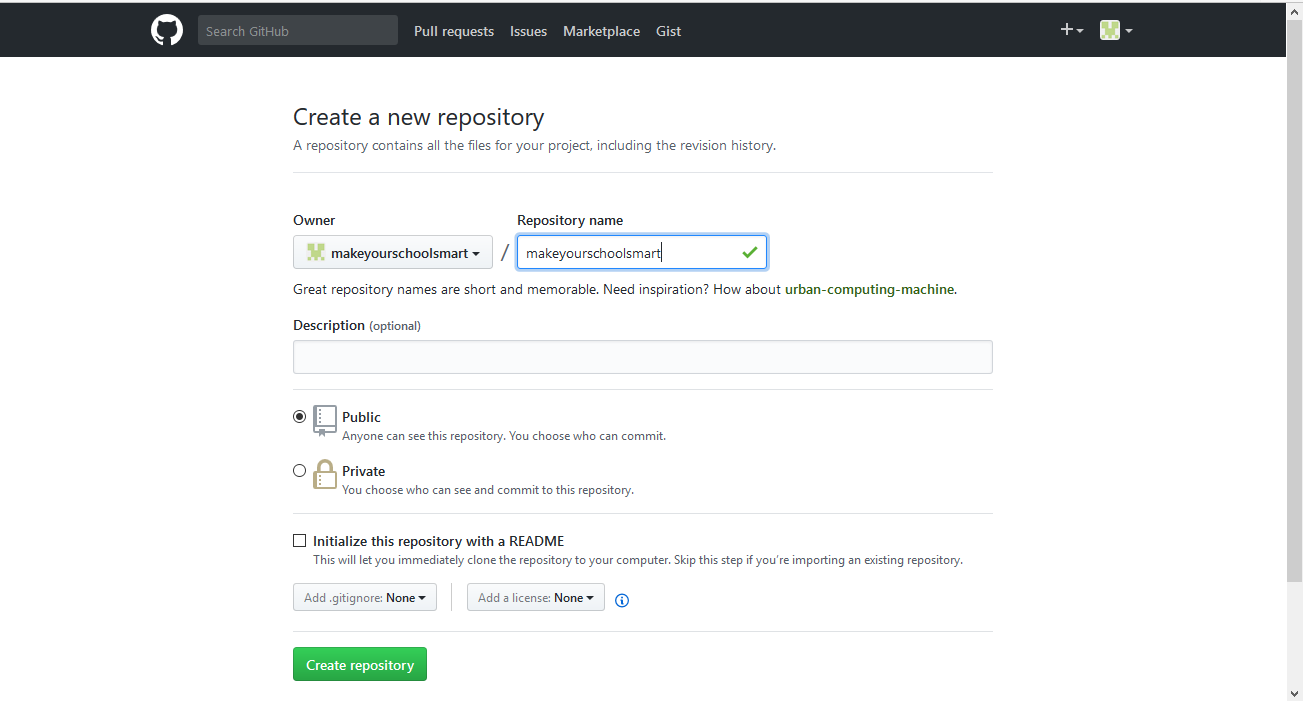 Search GitHub Pull requests Issues Marketplace Gist
Create a new repository
A repository contains all the files for your project, including the revision history.
Owner Repository name
makeyourschoolsmart / makeyourschoolsmart
Great repository names are short and memorable. Need inspiration? How about urban-computing-machine.
Description (optional)
Public
Anyone can see this repository. You choose who can commit.
Private
You choose who can see and commit to this repository.
Initialize this repository with a README
This will let you immediately clone the repository to your computer. Skip this step if you’re importing an existing repository.
Add .gitignore: None Add a license: None
Create repository